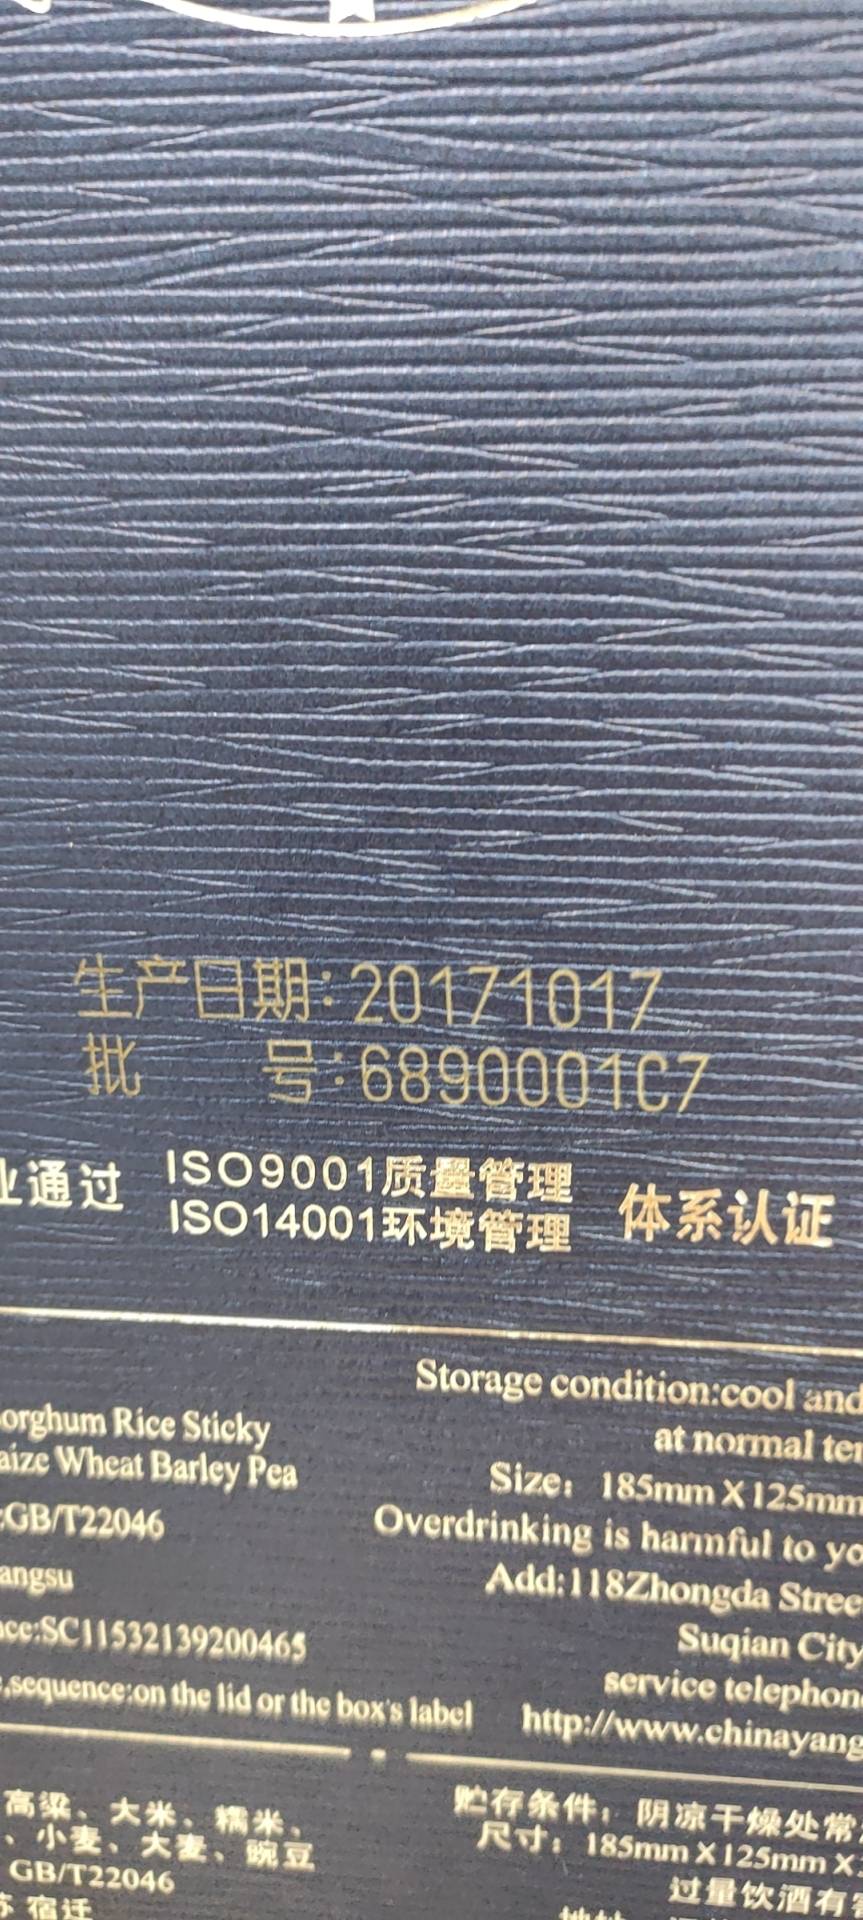 生产日期:20171017
批 号:6890001C7
业通过 ISO9001质量管理 体系认证
ISO14001环境管理
Storage condition:cool and
at normal
orghum Rice Sticky
aize Wheat Barley Pea
Size: 185mm X125mm
:GB/T22046
Overdrinking is harmful to
angsu
Add:118Zhongda Stree
nce:SC11532139200465
Suqian City
service telephon
.sequence:on the lid or the box's label
http://www.chinayang
高粱、大米、糯米、
、小麦、大麦、豌豆
GB/T22046
苏 宿迁
贮存条件: 阴凉干燥处常
尺寸: 185mm X125mm X
过量饮酒有